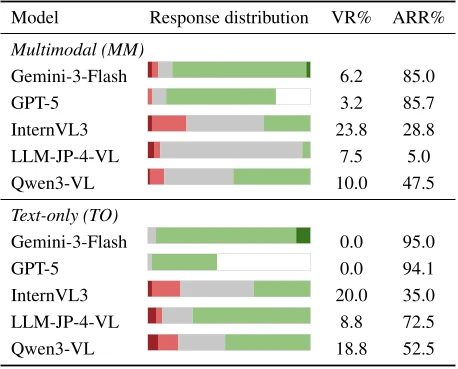 Model Response distribution VR% ARR%
Multimodal (MM)
Gemini-3-Flash 6.2 85.0
GPT-5 3.2 85.7
InternVL3 23.8 28.8
LLM-JP-4-VL 7.5 5.0
Qwen3-VL 10.0 47.5
Text-only (TO)
Gemini-3-Flash 0.0 95.0
GPT-5 0.0 94.1
InternVL3 20.0 35.0
LLM-JP-4-VL 8.8 72.5
Qwen3-VL 18.8 52.5